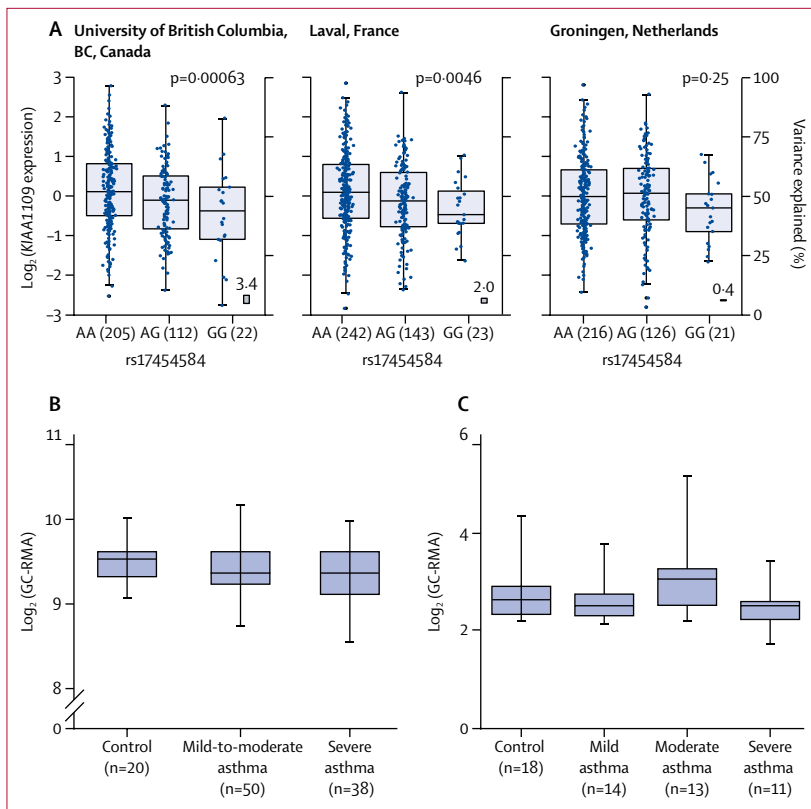 A
University of British Columbia,
BC, Canada
Laval, France
Groningen, Netherlands
Log₂ (KIAA1109 expression)
3
2
1
0
–1
–2
–3
p=0·00063
3.4
AA (205) AG (112) GG (22)
rs17454584
p=0·0046
2·0
AA (242) AG (143) GG (23)
rs17454584
p=0·25
0·4
AA (216) AG (126) GG (21)
rs17454584
100
75
50
25
0
Variance explained (%)
B
Log₂ (GC-RMA)
11
10
9
8
0
Control
(n=20)
Mild-to-moderate
asthma
(n=50)
Severe
asthma
(n=38)
C
Log₂ (GC-RMA)
6
4
2
0
Control
(n=18)
Mild
asthma
(n=14)
Moderate
asthma
(n=13)
Severe
asthma
(n=11)